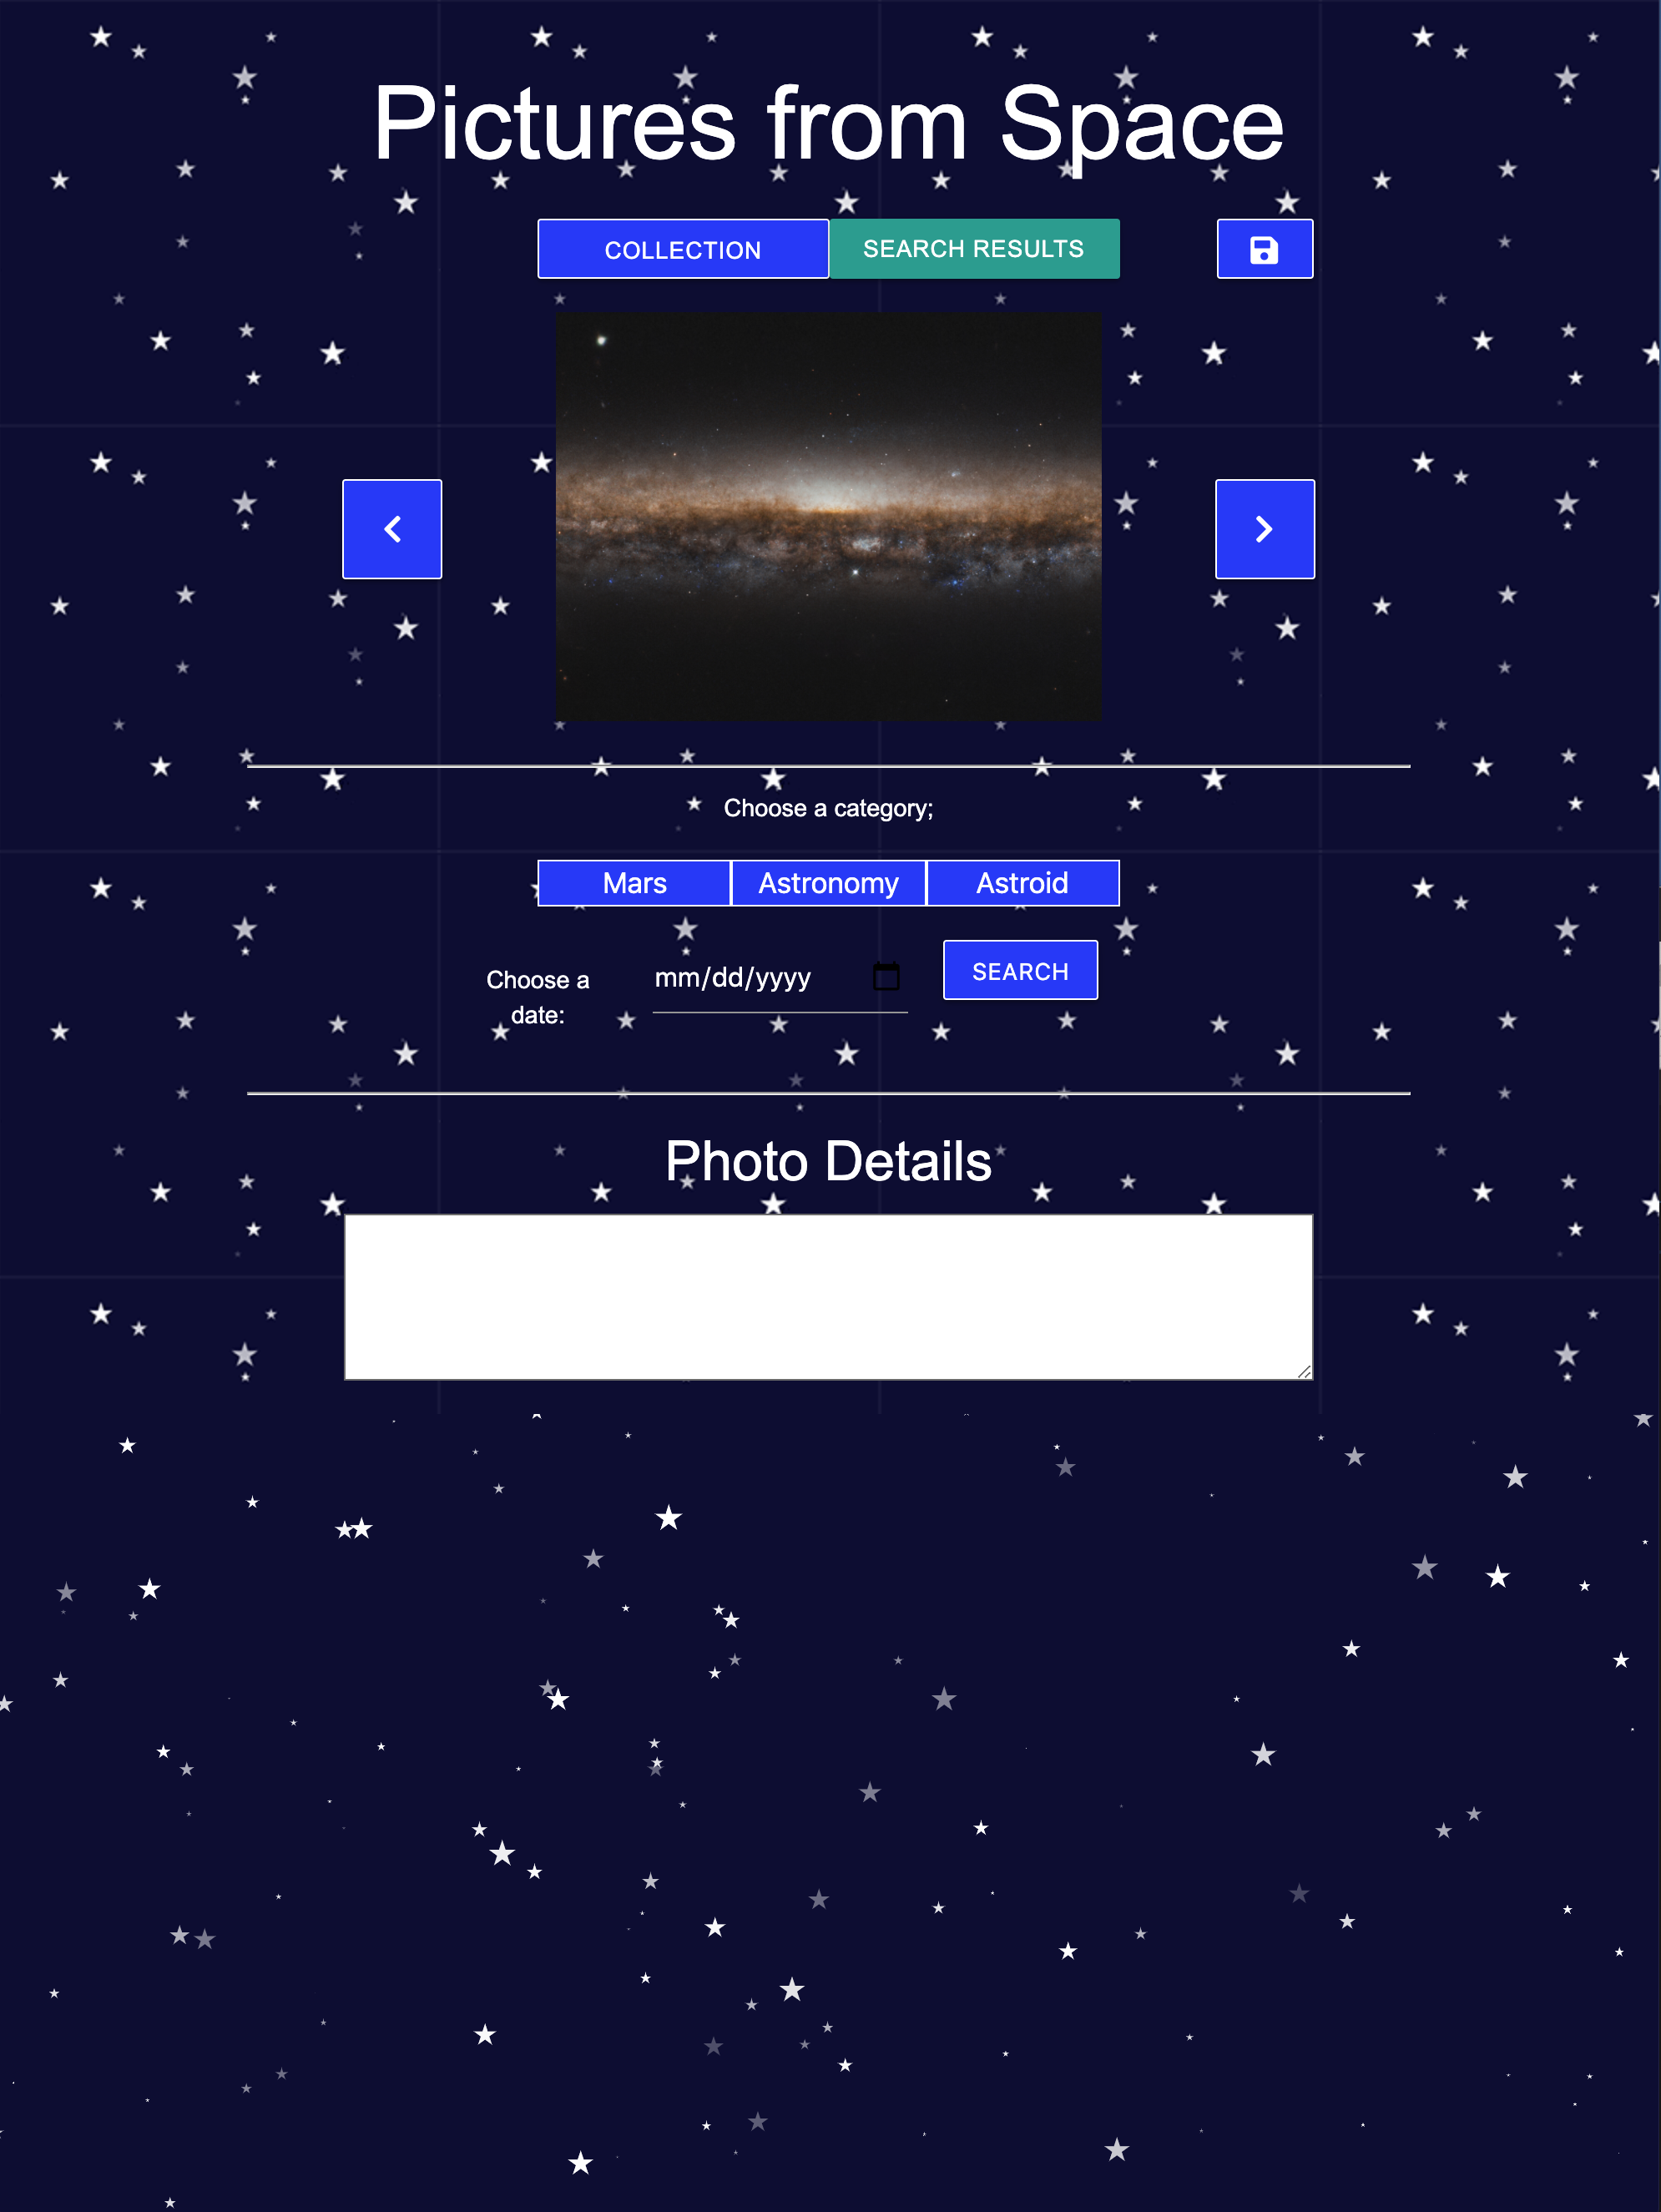 Pictures from Space
COLLECTION
SEARCH RESULTS
Choose a category;
Mars
Astronomy
Astroid
Choose a
date:
mm/dd/yyyy
SEARCH
Photo Details